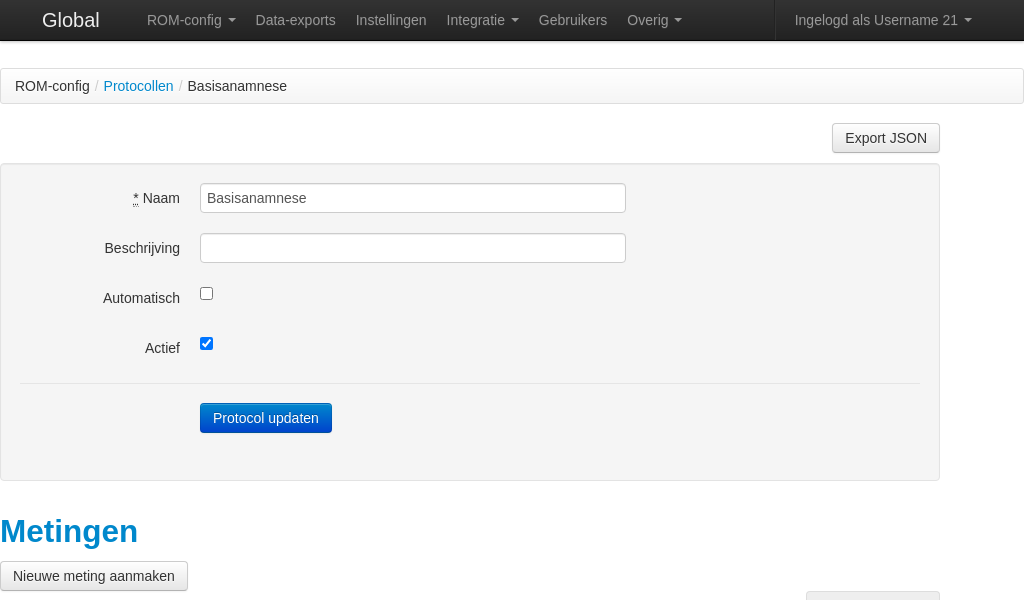 Global ROM-config Data-exports Instellingen Integratie Gebruikers Overig Ingelogd als Username 21
ROM-config / Protocollen / Basisanamnese
Export JSON
* Naam Basisanamnese
Beschrijving
Automatisch
Actief
Protocol updaten
Metingen
Nieuwe meting aanmaken